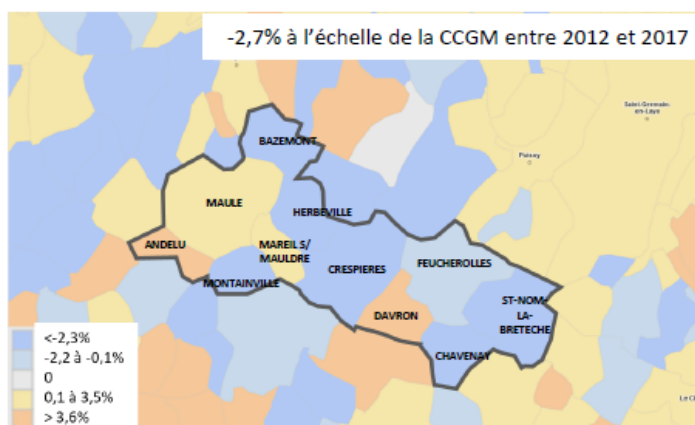 -2,7% à l'échelle de la CCGM entre 2012 et 2017
Saint-Germain-
en-Laye
Poissy
BAZEMONT
MAULE
HERBEVILLE
ANDELU
MAREIL S/
MAULDRE
MONTAINVILLE
CRESPIERES
FEUCHEROLLES
ST-NOM-
LA-
BRETECHE
DAVRON
CHAVENAY
<-2,3%
-2,2 à -0,1%
0
0,1 à 3,5%
> 3,6%
Le C